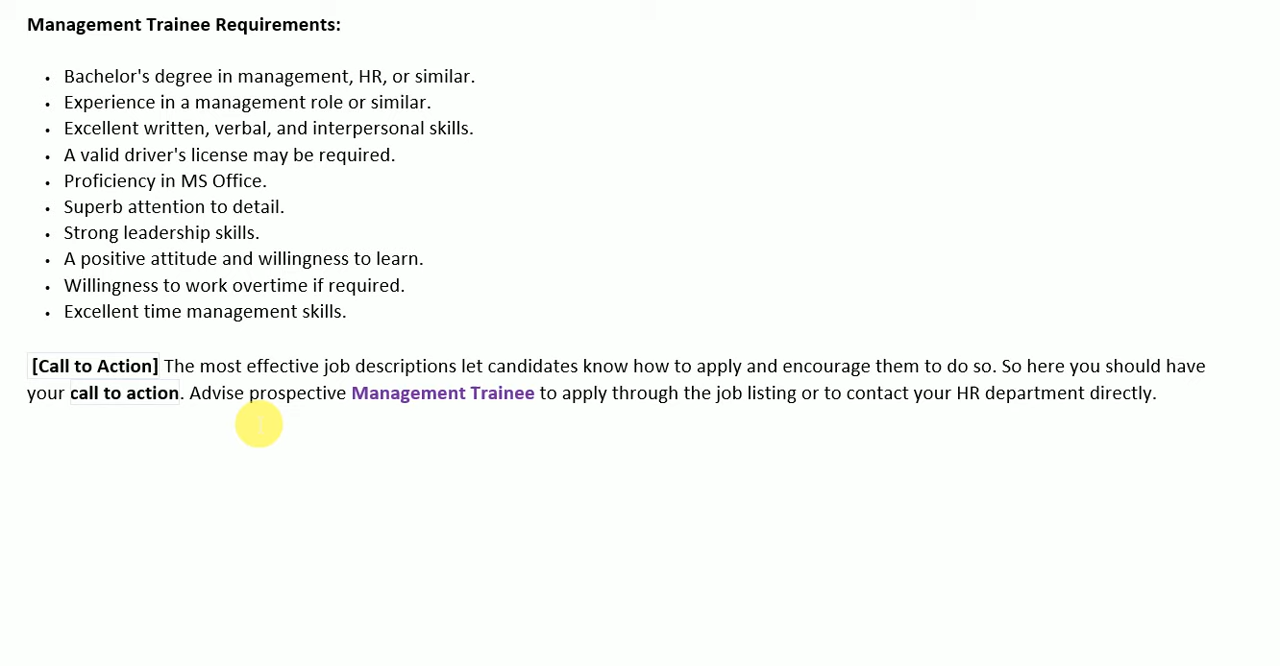 Management Trainee Requirements:
• Bachelor's degree in management, HR, or similar.
• Experience in a management role or similar.
• Excellent written, verbal, and interpersonal skills.
• A valid driver's license may be required.
• Proficiency in MS Office.
• Superb attention to detail.
• Strong leadership skills.
• A positive attitude and willingness to learn.
• Willingness to work overtime if required.
• Excellent time management skills.
[Call to Action] The most effective job descriptions let candidates know how to apply and encourage them to do so. So here you should have
your call to action. Advise prospective Management Trainee to apply through the job listing or to contact your HR department directly.